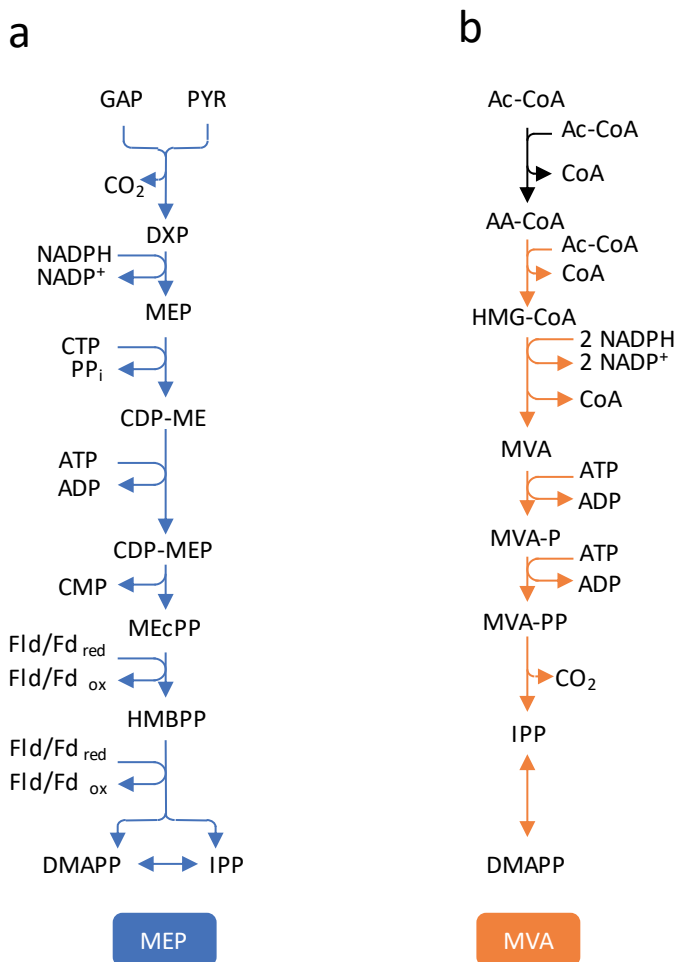 a
GAP PYR
CO₂
DXP
NADPH
NADP⁺
MEP
CTP
PPᵢ
CDP-ME
ATP
ADP
CDP-MEP
CMP
MEcPP
Fld/Fd red
Fld/Fd ox
HMBPP
Fld/Fd red
Fld/Fd ox
DMAPP IPP
MEP
b
Ac-CoA
Ac-CoA
CoA
AA-CoA
Ac-CoA
CoA
HMG-CoA
2 NADPH
2 NADP⁺
CoA
MVA
ATP
ADP
MVA-P
ATP
ADP
MVA-PP
CO₂
IPP
DMAPP
MVA